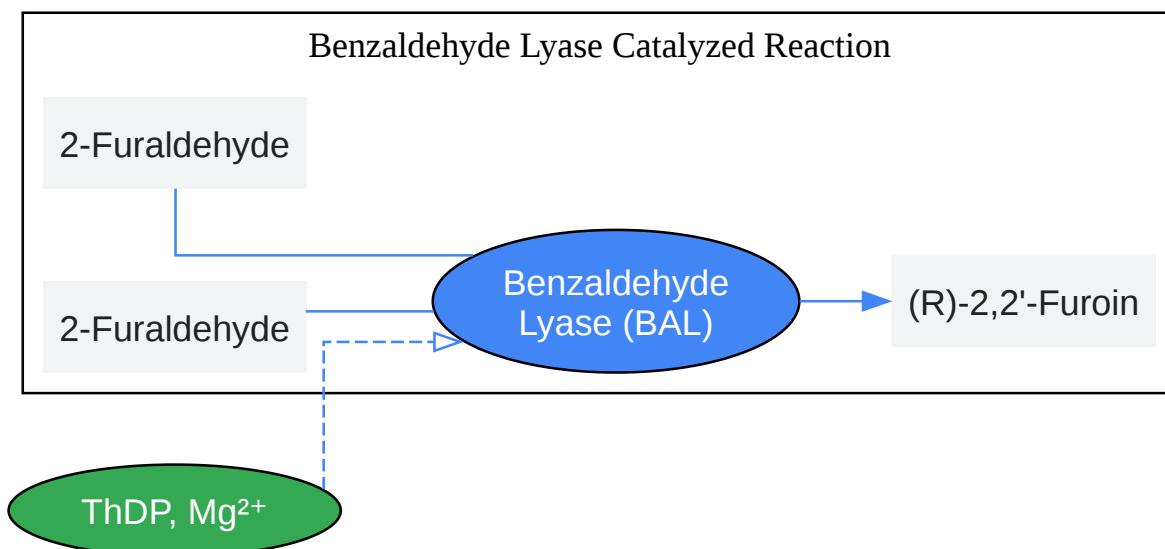 Benzaldehyde Lyase Catalyzed Reaction
2-Furaldehyde
2-Furaldehyde
Benzaldehyde
Lyase (BAL)
(R)-2,2'-Furoin
ThDP, Mg²⁺